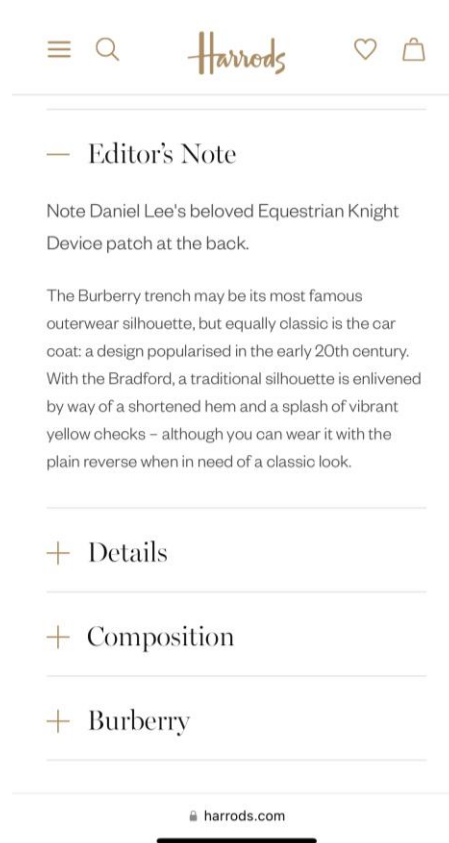 Harrods
Editor's Note
Note Daniel Lee's beloved Equestrian Knight
Device patch at the back.
The Burberry trench may be its most famous
outerwear silhouette, but equally classic is the car
coat: a design popularised in the early 20th century.
With the Bradford, a traditional silhouette is enlivened
by way of a shortened hem and a splash of vibrant
yellow checks – although you can wear it with the
plain reverse when in need of a classic look.
Details
Composition
Burberry
harrods.com